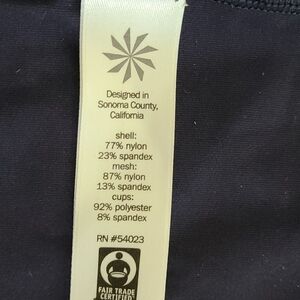 Designed in
Sonoma County,
California
shell:
77% nylon
23% spandex
mesh:
87% nylon
13% spandex
cups:
92% polyester
8% spandex
RN #54023
FAIR TRADE
CERTIFIED